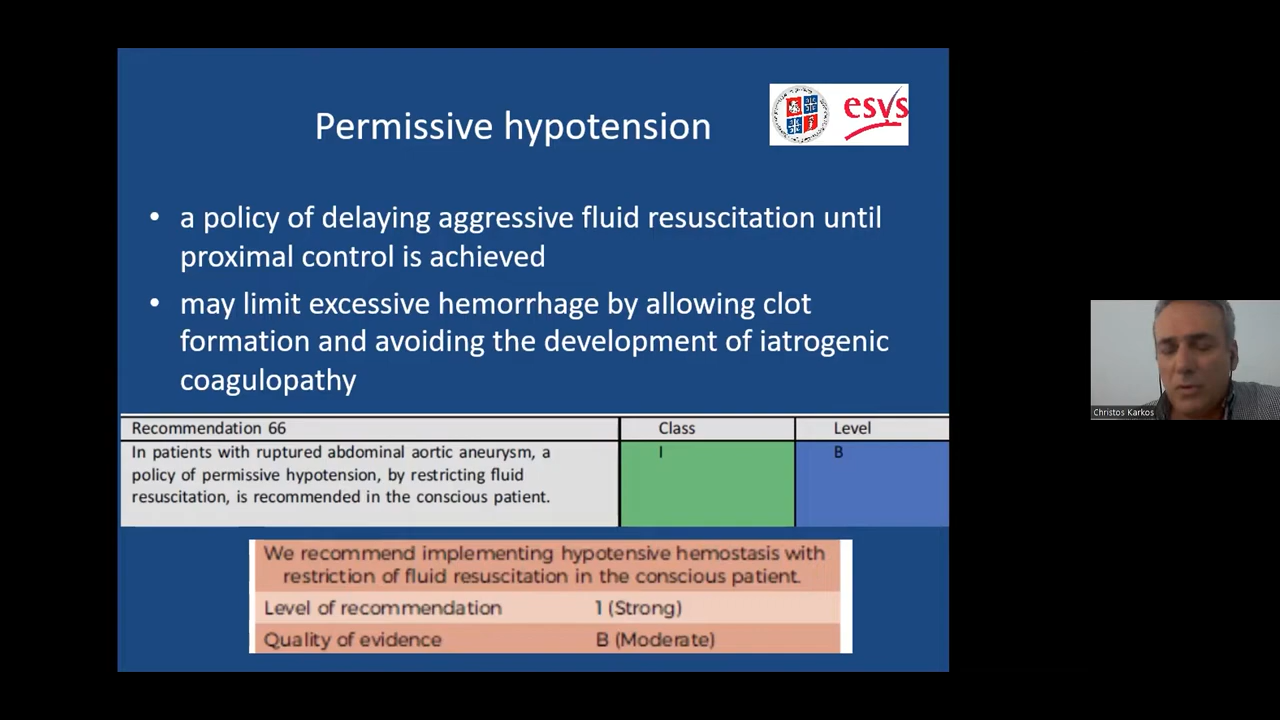 Permissive hypotension
esvs
• a policy of delaying aggressive fluid resuscitation until
proximal control is achieved
• may limit excessive hemorrhage by allowing clot
formation and avoiding the development of iatrogenic
coagulopathy
Recommendation 66 Class Level
In patients with ruptured abdominal aortic aneurysm, a I B
policy of permissive hypotension, by restricting fluid
resuscitation, is recommended in the conscious patient.
We recommend implementing hypotensive hemostasis with
restriction of fluid resuscitation in the conscious patient.
Level of recommendation 1 (Strong)
Quality of evidence B (Moderate)
Christos Karkos